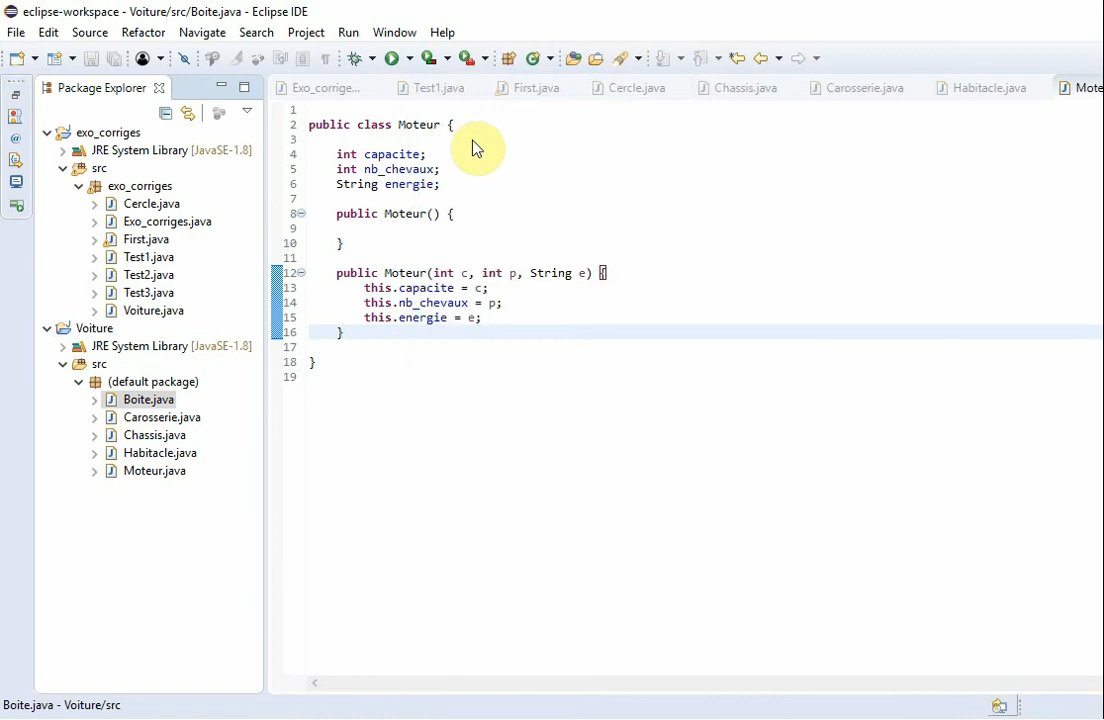 eclipse-workspace - Voiture/src/Boite.java - Eclipse IDE
File Edit Source Refactor Navigate Search Project Run Window Help
Package Explorer
Exo_corrige... Test1.java First.java Cercle.java Chassis.java Carosserie.java Habitacle.java Mote
exo_corriges
JRE System Library [JavaSE-1.8]
src
exo_corriges
Cercle.java
Exo_corriges.java
First.java
Test1.java
Test2.java
Test3.java
Voiture.java
Voiture
JRE System Library [JavaSE-1.8]
src
(default package)
Boite.java
Carosserie.java
Chassis.java
Habitacle.java
Moteur.java
1
2 public class Moteur {
3
4 int capacite;
5 int nb_chevaux;
6 String energie;
7
8 public Moteur() {
9
10 }
11
12 public Moteur(int c, int p, String e) {
13 this.capacite = c;
14 this.nb_chevaux = p;
15 this.energie = e;
16 }
17
18 }
19
Boite.java - Voiture/src